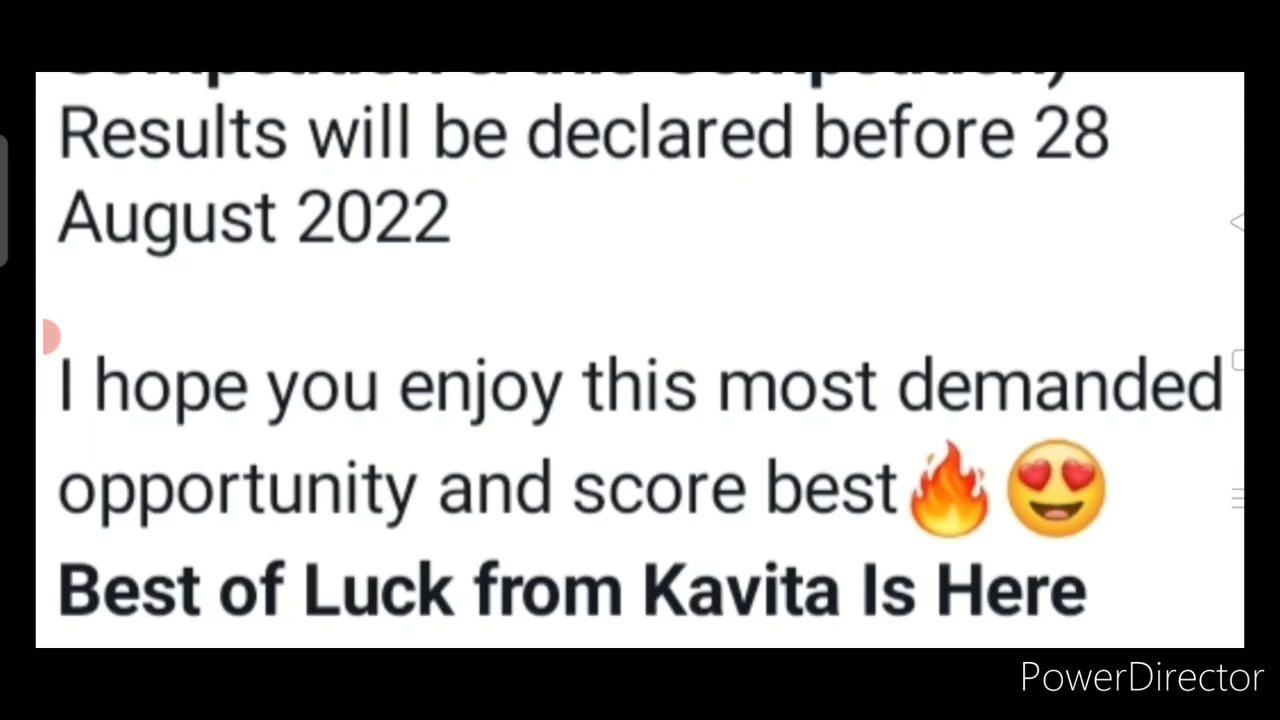 Results will be declared before 28
August 2022
I hope you enjoy this most demanded
opportunity and score best🔥😍
Best of Luck from Kavita Is Here
PowerDirector